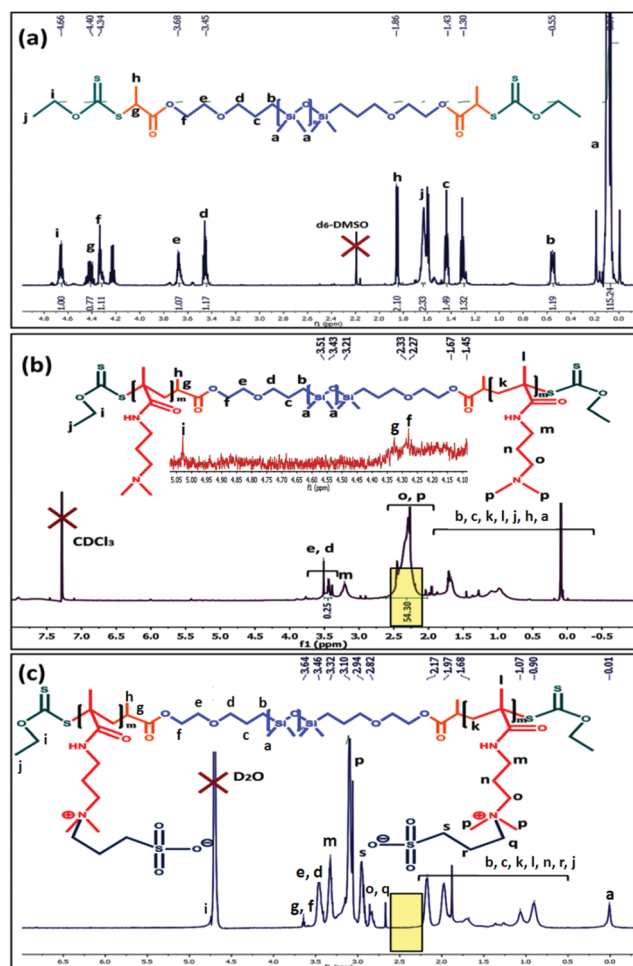 (a)
4.66 4.40 4.34 3.68 3.45 1.86 1.43 1.30 0.55 0.07
i j O S S h g O O f e O d c b Si O Si a a O O O O S S O
i g f e d d6-DMSO h j c b a
1.00 0.77 1.11 1.07 1.17 2.10 2.33 1.49 1.32 1.19 115.24
4.8 4.6 4.4 4.2 4.0 3.8 3.6 3.4 3.2 3.0 2.8 2.6 2.4 2.2 2.0 1.8 1.6 1.4 1.2 1.0 0.8 0.6 0.4 0.2 0.0
f1 (ppm)
(b)
3.51 3.43 3.21 2.33 2.27 1.67 1.45
S S O j i m h g O O f e O d c b Si O Si a a O O O k l m S S O
HN O N HN O m n o N p p
i g f
5.05 5.00 4.95 4.90 4.85 4.80 4.75 4.70 4.65 4.60 4.55 4.50 4.45 4.40 4.35 4.30 4.25 4.20 4.15 4.10
f1 (ppm)
CDCl3
o, p
b, c, k, l, j, h, a
e, d
m
0.25 54.30
7.5 7.0 6.5 6.0 5.5 5.0 4.5 4.0 3.5 3.0 2.5 2.0 1.5 1.0 0.5 0.0 -0.5
f1 (ppm)
(c)
3.64 3.46 3.32 3.10 2.94 2.82 2.17 1.97 1.68 1.07 0.90 -0.01
S S O j i m h g O O f e O d c b Si O Si a O O O k l m S S O
HN O N⊕ O S O O⊖ HN O m n o N⊕ p p q r s S O O O⊖
D2O
p
m
s
e, d
o, q
g, f
i
b, c, k, l, n, r, j
a
6.5 6.0 5.5 5.0 4.5 4.0 3.5 3.0 2.5 2.0 1.5 1.0 0.5 0.0
f1 (ppm)